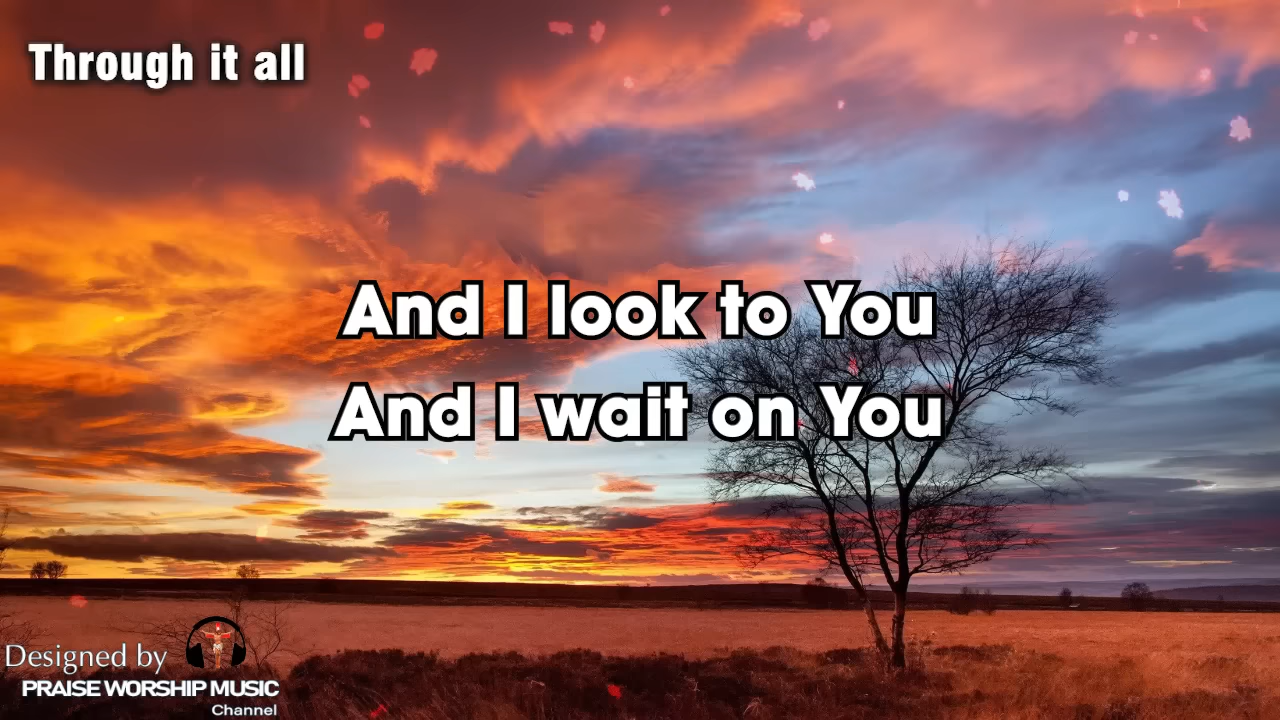 Through it all
And I look to You
And I wait on You
Designed by
PRAISE WORSHIP MUSIC
Channel